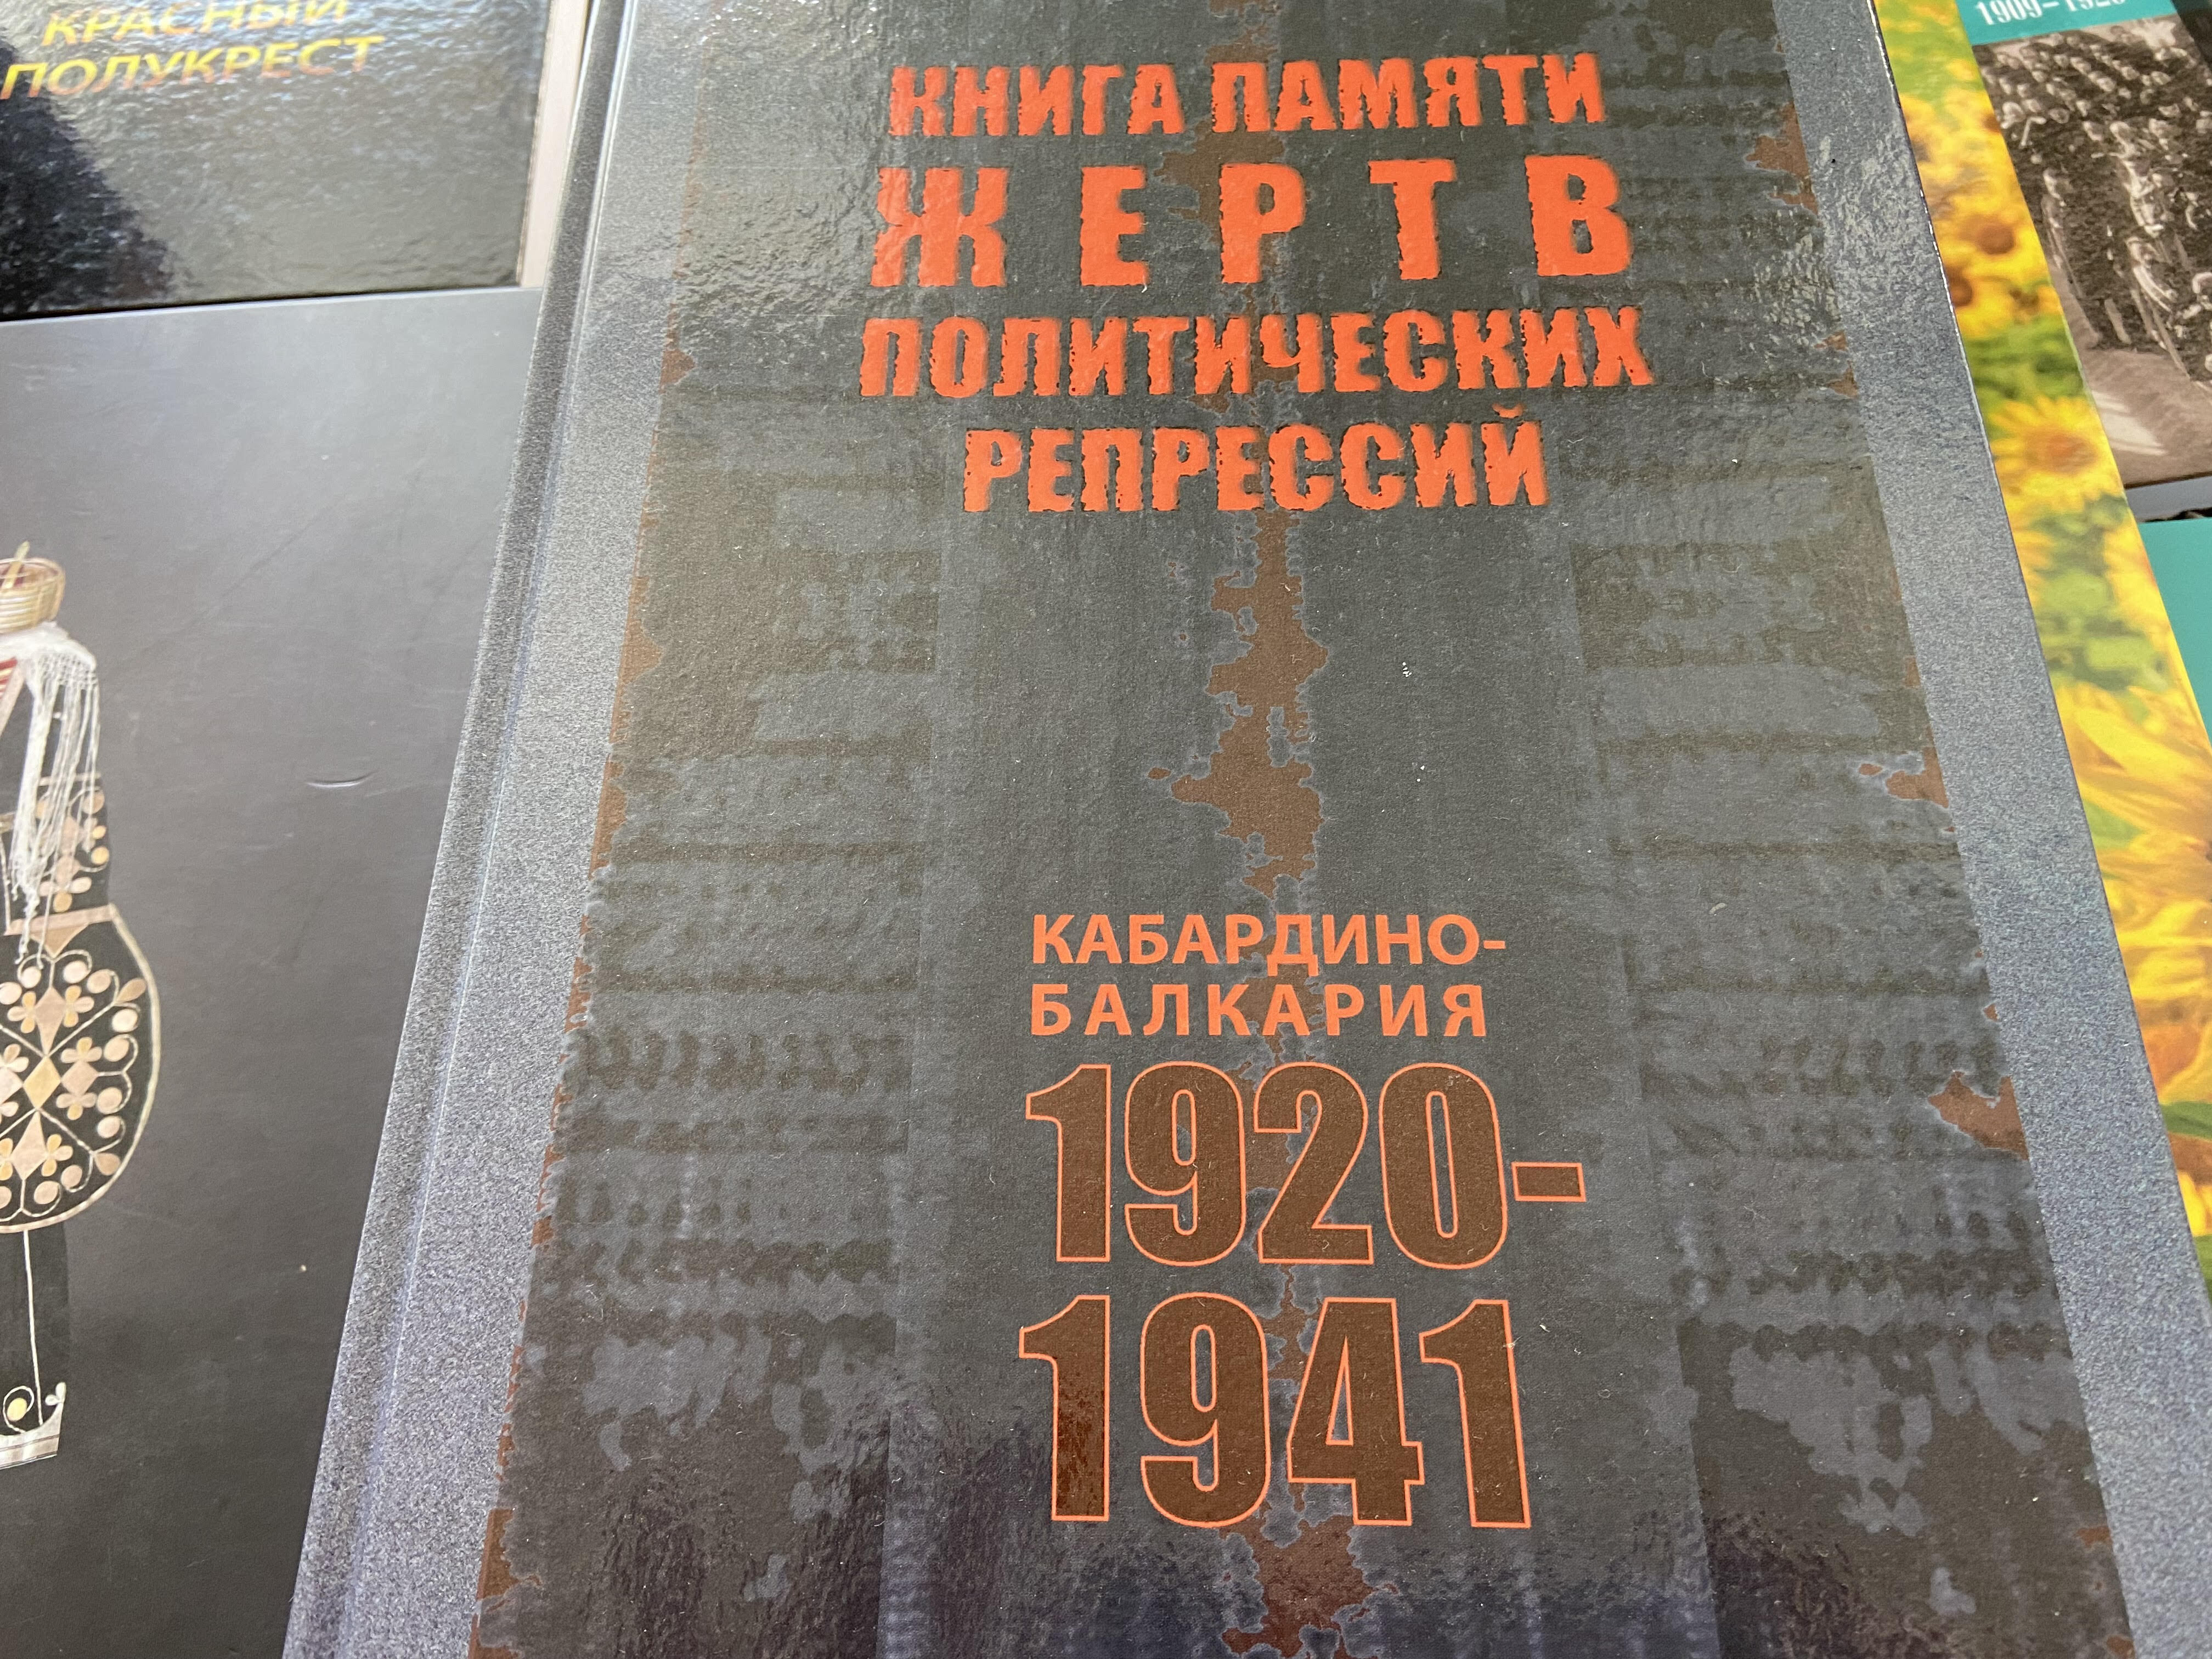 КРАСНЫЙ
ПОЛУКРЕСТ
КНИГА ПАМЯТИ
ЖЕРТВ
ПОЛИТИЧЕСКИХ
РЕПРЕССИЙ
КАБАРДИНО-
БАЛКАРИЯ
1920-
1941